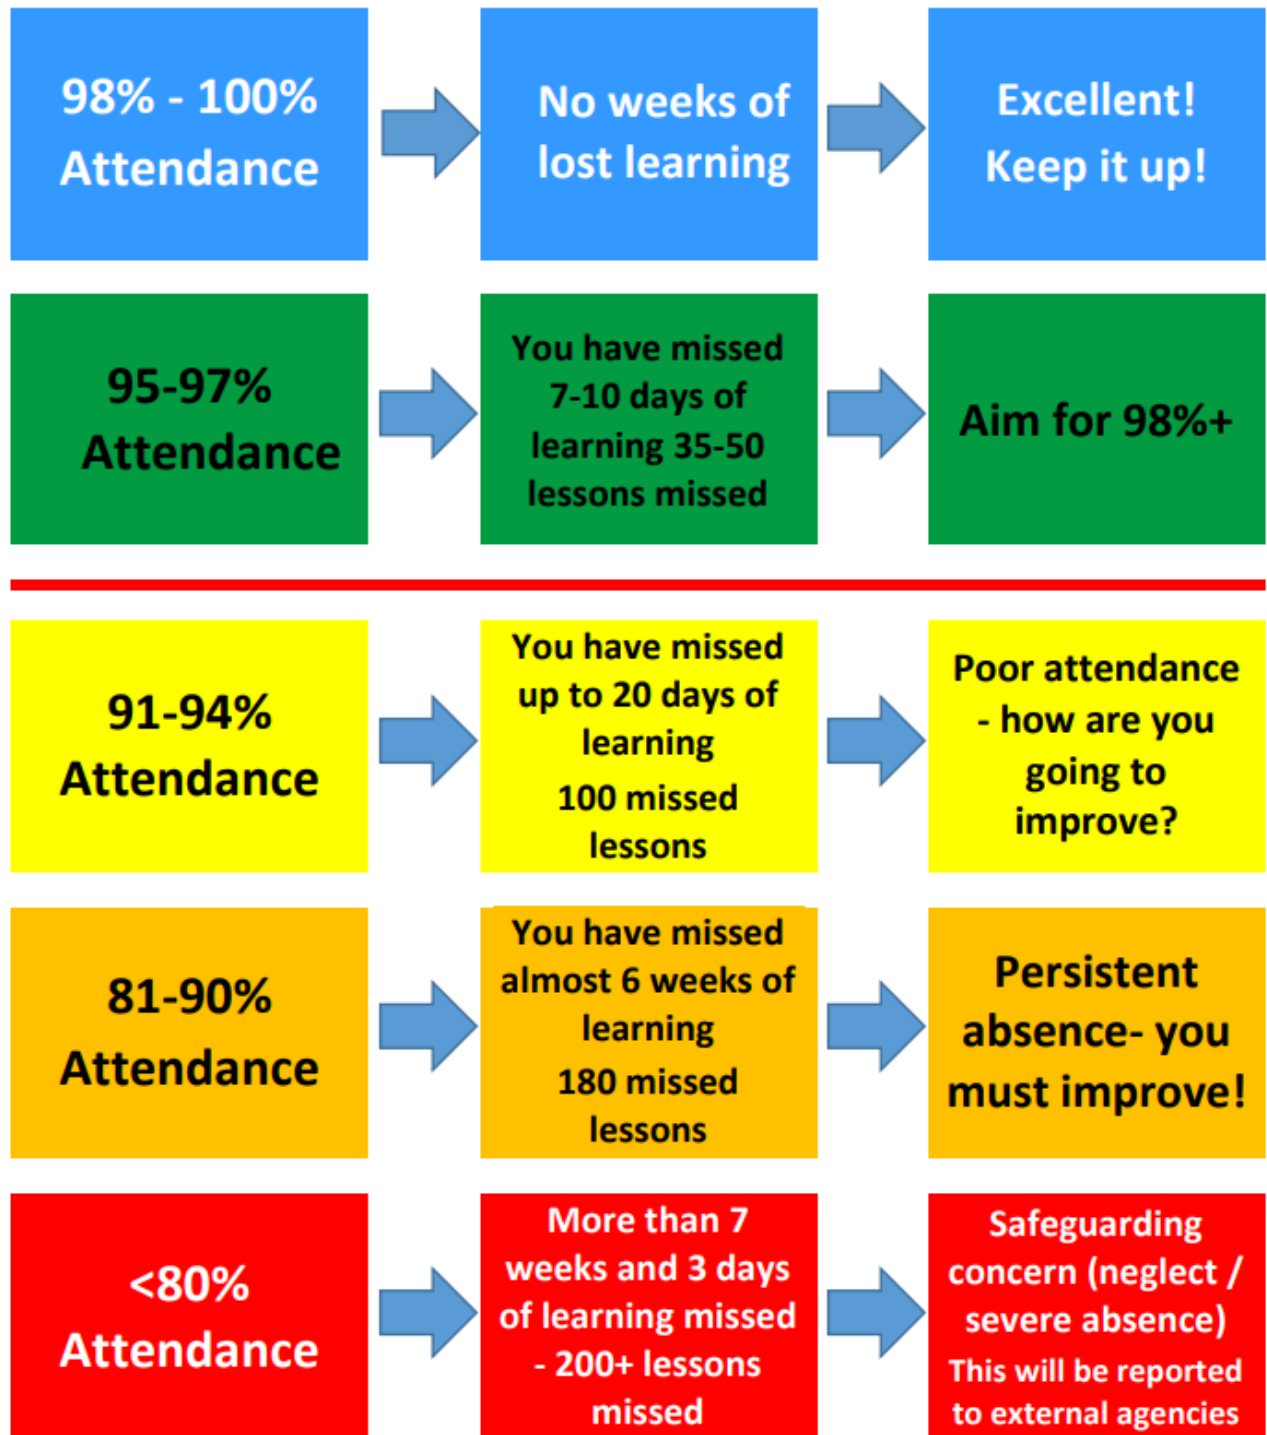 98% - 100%
Attendance
No weeks of
lost learning
Excellent!
Keep it up!
95-97%
Attendance
You have missed
7-10 days of
learning 35-50
lessons missed
Aim for 98%+
91-94%
Attendance
You have missed
up to 20 days of
learning
100 missed
lessons
Poor attendance
- how are you
going to
improve?
81-90%
Attendance
You have missed
almost 6 weeks of
learning
180 missed
lessons
Persistent
absence- you
must improve!
<80%
Attendance
More than 7
weeks and 3 days
of learning missed
- 200+ lessons
missed
Safeguarding
concern (neglect /
severe absence)
This will be reported
to external agencies